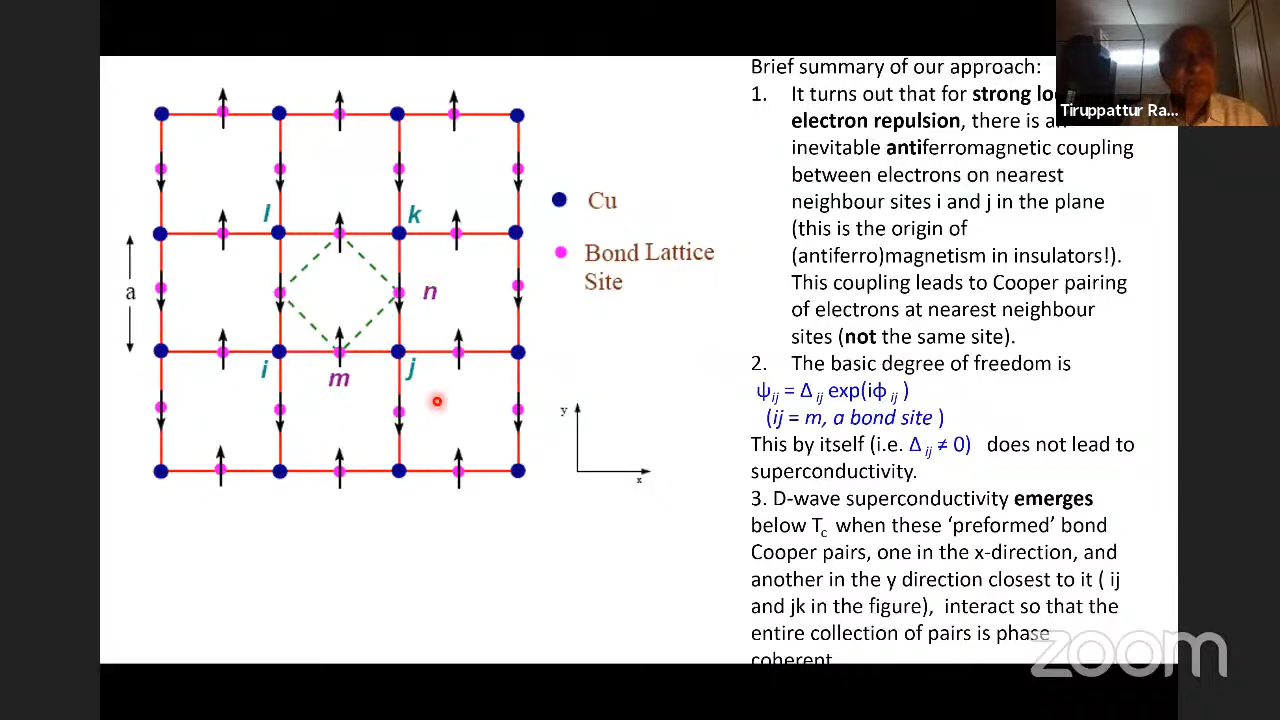 l
k
a
n
i
m
j
y
x
Cu
Bond Lattice
Site
Brief summary of our approach:
1. It turns out that for strong
electron repulsion, there is
inevitable antiferromagnetic coupling
between electrons on nearest
neighbour sites i and j in the plane
(this is the origin of
(antiferro)magnetism in insulators!).
This coupling leads to Cooper pairing
of electrons at nearest neighbour
sites (not the same site).
2. The basic degree of freedom is
ψij = Δ ij exp(iϕ ij )
(ij = m, a bond site )
This by itself (i.e. Δ ij ≠ 0) does not lead to
superconductivity.
3. D-wave superconductivity emerges
below Tc when these ‘preformed’ bond
Cooper pairs, one in the x-direction, and
another in the y direction closest to it ( ij
and jk in the figure), interact so that the
entire collection of pairs is phase
coherent
Tiruppattur Ra...
zoom